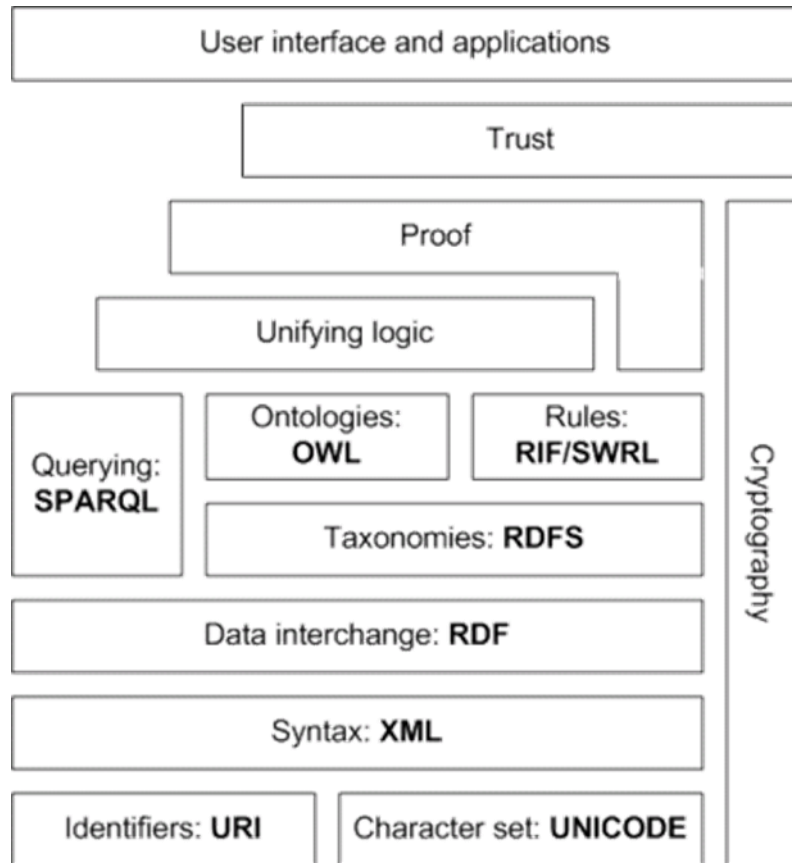 User interface and applications
Trust
Proof
Unifying logic
Querying:
SPARQL
Ontologies:
OWL
Rules:
RIF/SWRL
Taxonomies: RDFS
Cryptography
Data interchange: RDF
Syntax: XML
Identifiers: URI
Character set: UNICODE